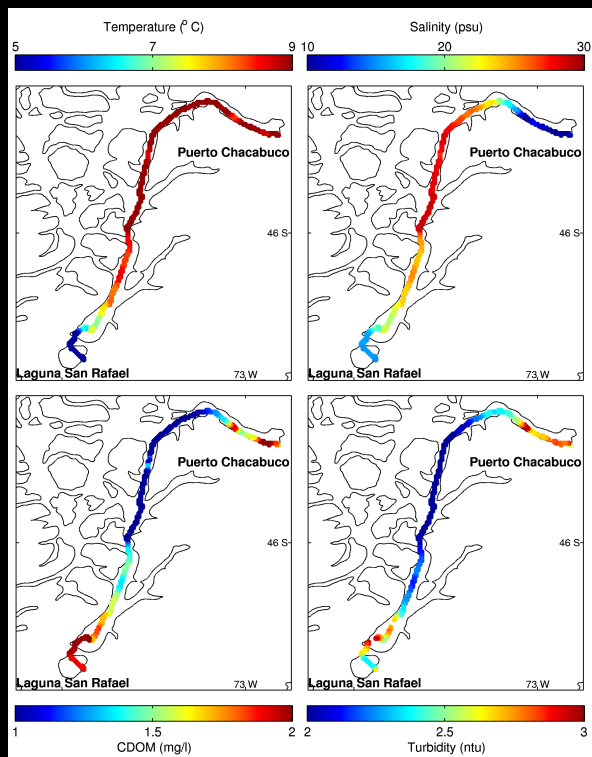 Temperature (° C)
5 7 9
Salinity (psu)
10 20 30
Puerto Chacabuco
46 S
Laguna San Rafael
73 W
Puerto Chacabuco
46 S
Laguna San Rafael
73 W
Puerto Chacabuco
46 S
Laguna San Rafael
73 W
Puerto Chacabuco
46 S
Laguna San Rafael
73 W
1 1.5 2
CDOM (mg/l)
2 2.5 3
Turbidity (ntu)